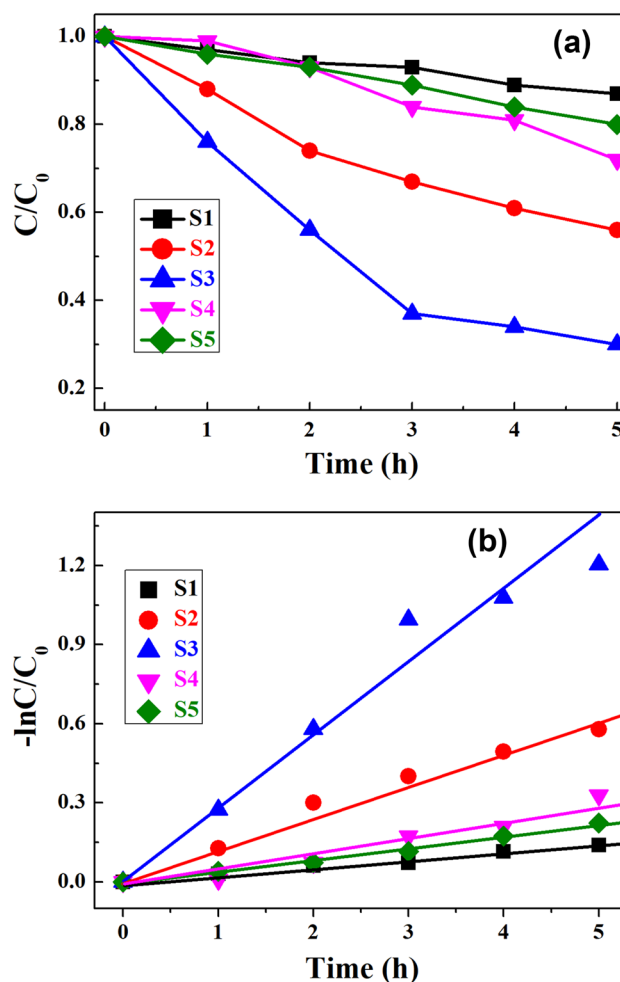 (a)
1.0
0.8
0.6
0.4
0.2
C/C0
S1
S2
S3
S4
S5
0 1 2 3 4 5
Time (h)
(b)
1.2
0.9
0.6
0.3
0.0
-lnC/C0
S1
S2
S3
S4
S5
0 1 2 3 4 5
Time (h)